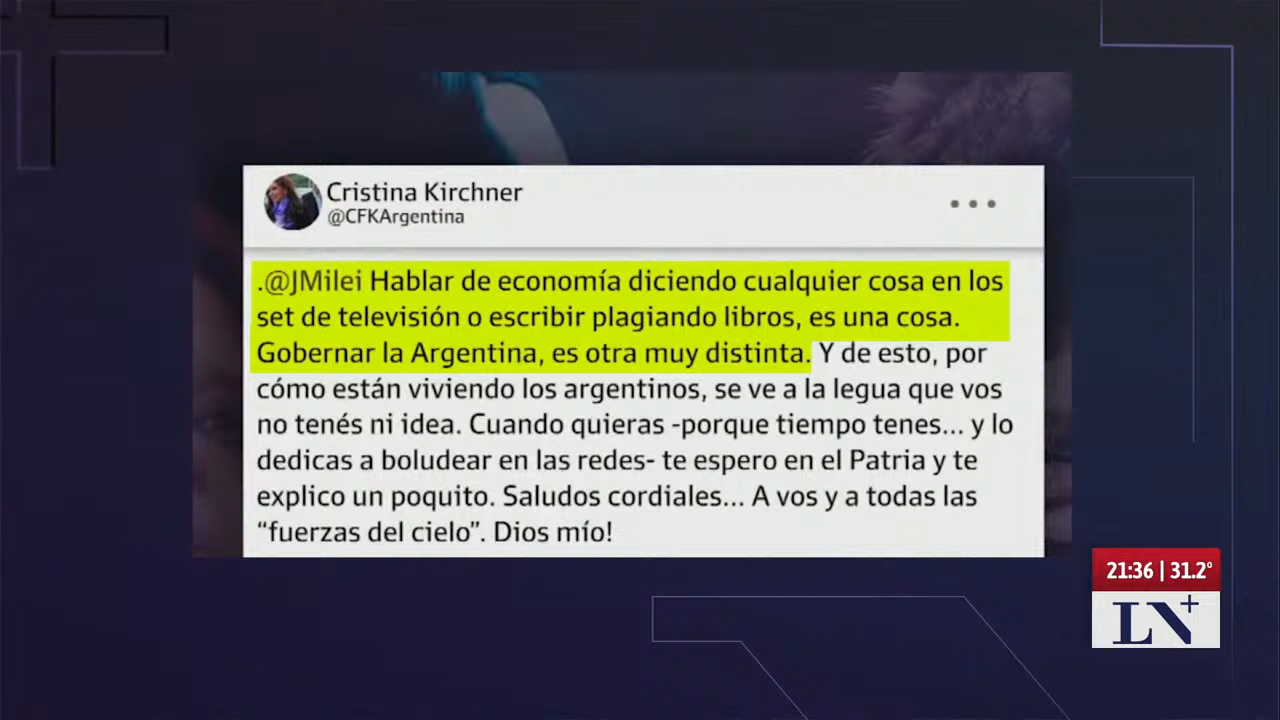 Cristina Kirchner
@CFKArgentina
.@JMilei Hablar de economía diciendo cualquier cosa en los
set de televisión o escribir plagiando libros, es una cosa.
Gobernar la Argentina, es otra muy distinta. Y de esto, por
cómo están viviendo los argentinos, se ve a la legua que vos
no tenés ni idea. Cuando quieras -porque tiempo tenes... y lo
dedicas a boludear en las redes- te espero en el Patria y te
explico un poquito. Saludos cordiales... A vos y a todas las
“fuerzas del cielo”. Dios mío!
21:36 | 31.2°
LN+